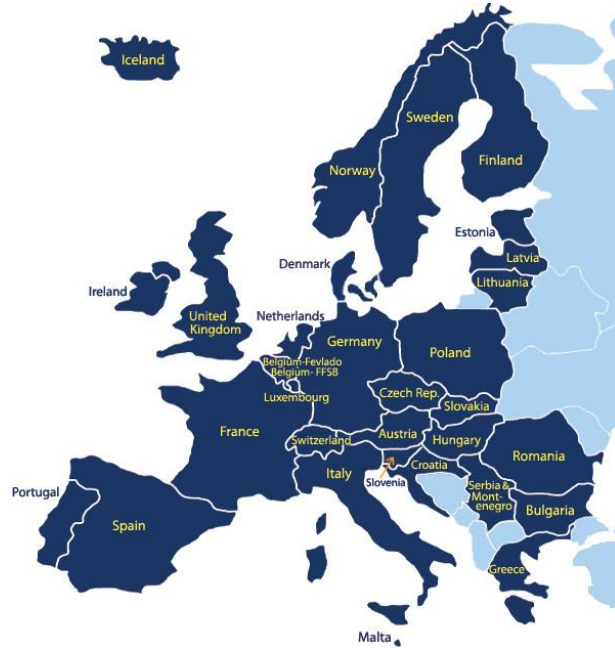 Iceland
Sweden
Norway
Finland
Estonia
Latvia
Denmark
Lithuania
Ireland
United
Kingdom
Netherlands
Germany
Poland
Belgium-Fevlado
Belgium- FFSB
Luxembourg
Czech Rep.
Slovakia
France
Switzerland
Austria
Hungary
Romania
Italy
Slovenia
Croatia
Serbia &
Mont-
enegro
Bulgaria
Portugal
Spain
Greece
Malta